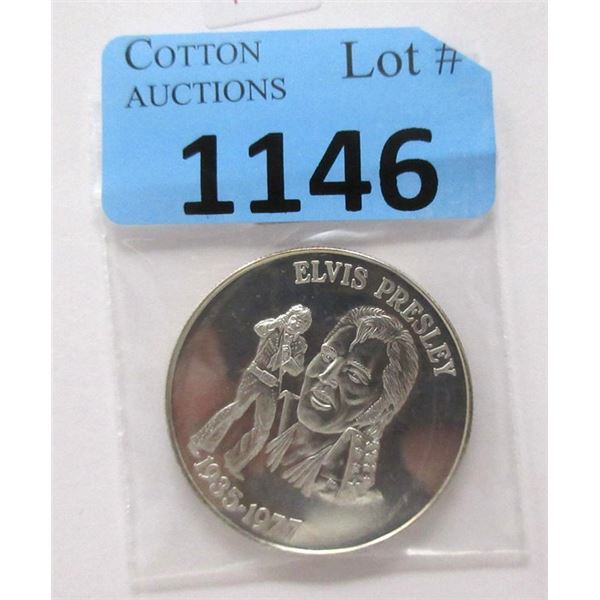 COTTON
AUCTIONS
Lot #
1146
ELVIS PRESLEY
1935-1977